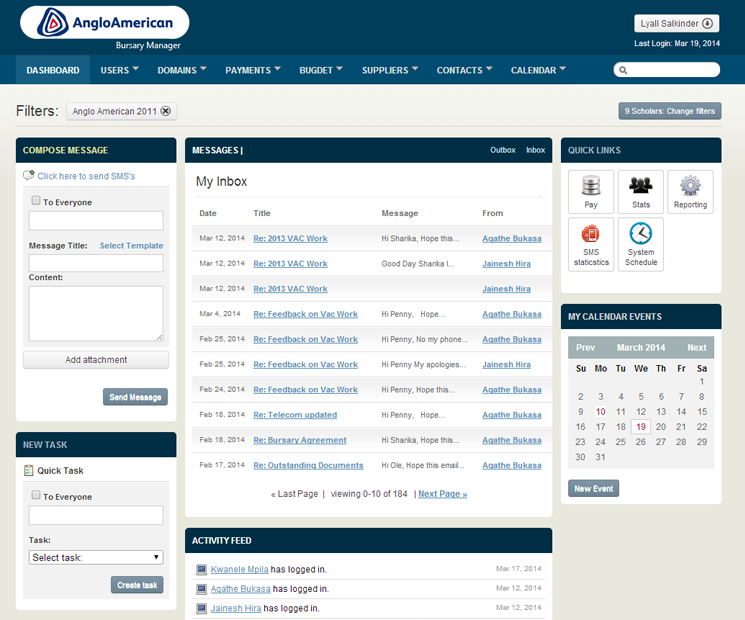 AngloAmerican
Bursary Manager
Lyall Salkinder
Last Login: Mar 19, 2014
DASHBOARD USERS DOMAINS PAYMENTS BUGDET SUPPLIERS CONTACTS CALENDAR
Filters: Anglo American 2011
9 Scholars: Change filters
COMPOSE MESSAGE
Click here to send SMS's
To Everyone
Message Title: Select Template
Content:
Add attachment
Send Message
NEW TASK
Quick Task
To Everyone
Task:
Select task:
Create task
MESSAGES | Outbox Inbox
My Inbox
Date Title Message From
Mar 12, 2014 Re: 2013 VAC Work Hi Sharika, Hope this... Agathe Bukasa
Mar 12, 2014 Re: 2013 VAC Work Good Day Sharika I... Jainesh Hira
Mar 12, 2014 Re: 2013 VAC Work Jainesh Hira
Mar 4, 2014 Re: Feedback on Vac Work Hi Penny, Hope... Agathe Bukasa
Feb 25, 2014 Re: Feedback on Vac Work Hi Penny, No my phone... Agathe Bukasa
Feb 25, 2014 Re: Feedback on Vac Work Hi Penny My apologies... Jainesh Hira
Feb 24, 2014 Re: Feedback on Vac Work Hi Penny, Hope this... Agathe Bukasa
Feb 18, 2014 Re: Telecom updated Hi Penny, Hope... Agathe Bukasa
Feb 18, 2014 Re: Bursary Agreement Hi Sharika, Hope this... Agathe Bukasa
Feb 17, 2014 Re: Outstanding Documents Hi Ole, Hope this email... Agathe Bukasa
« Last Page | viewing 0-10 of 184 | Next Page »
ACTIVITY FEED
Kwanele Mpila has logged in. Mar 17, 2014
Agathe Bukasa has logged in. Mar 12, 2014
Jainesh Hira has logged in. Mar 12, 2014
QUICK LINKS
Pay Stats Reporting
SMS
staticstics
System
Schedule
MY CALENDAR EVENTS
Prev March 2014 Next
Su Mo Tu We Th Fr Sa
1
2 3 4 5 6 7 8
9 10 11 12 13 14 15
16 17 18 19 20 21 22
23 24 25 26 27 28 29
30 31
New Event